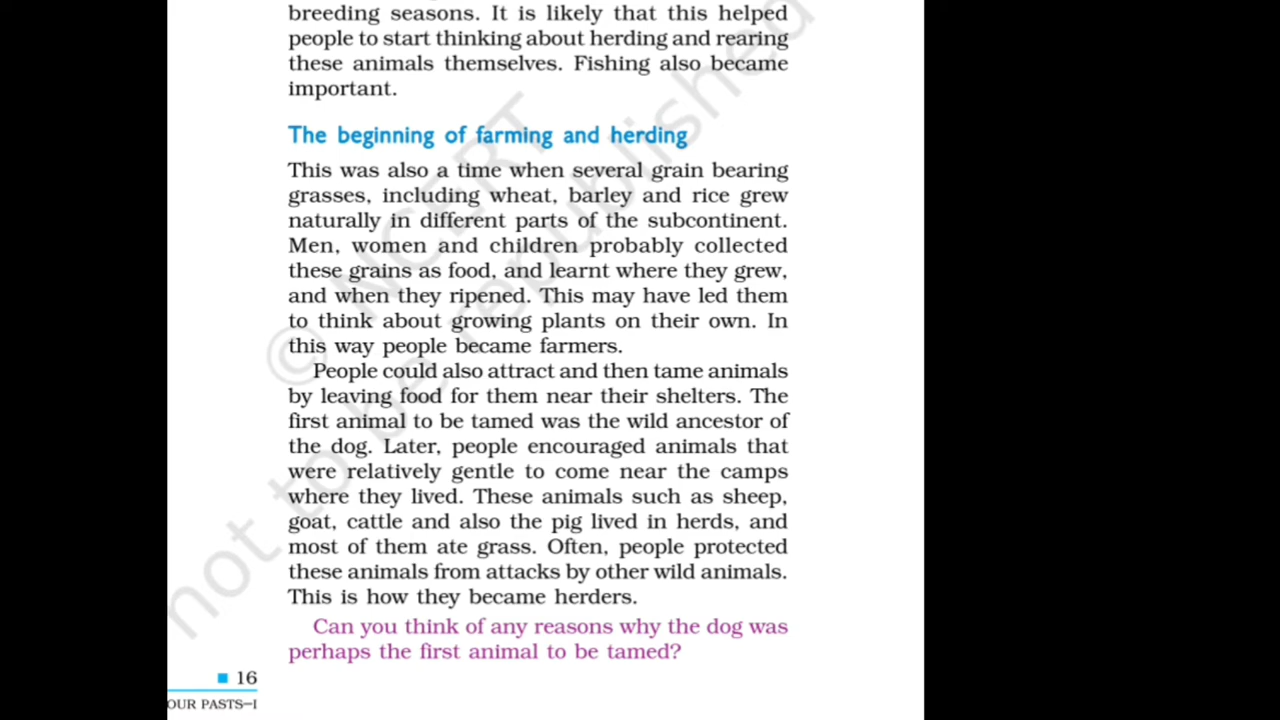 breeding seasons. It is likely that this helped
people to start thinking about herding and rearing
these animals themselves. Fishing also became
important.
The beginning of farming and herding
This was also a time when several grain bearing
grasses, including wheat, barley and rice grew
naturally in different parts of the subcontinent.
Men, women and children probably collected
these grains as food, and learnt where they grew,
and when they ripened. This may have led them
to think about growing plants on their own. In
this way people became farmers.
People could also attract and then tame animals
by leaving food for them near their shelters. The
first animal to be tamed was the wild ancestor of
the dog. Later, people encouraged animals that
were relatively gentle to come near the camps
where they lived. These animals such as sheep,
goat, cattle and also the pig lived in herds, and
most of them ate grass. Often, people protected
these animals from attacks by other wild animals.
This is how they became herders.
Can you think of any reasons why the dog was
perhaps the first animal to be tamed?
16
OUR PASTS–I
© NCERT
not to be republished